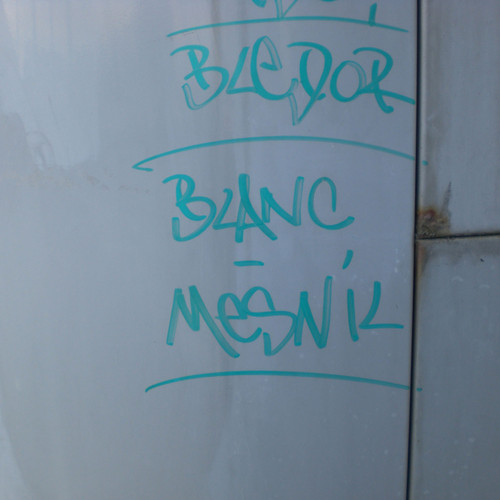 BLEDOR
BLANC
-
MESNIL